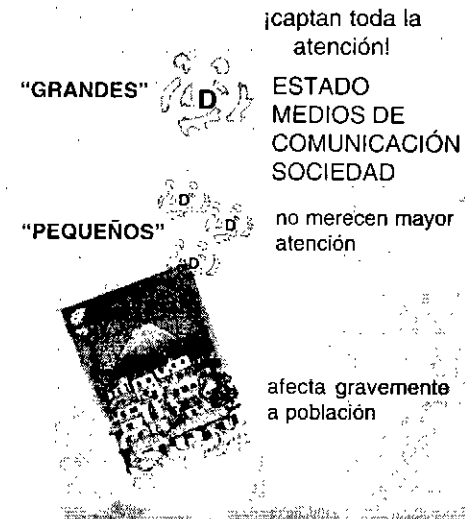 ¡captan toda la
atención!
"GRANDES"
D
ESTADO
MEDIOS DE
COMUNICACIÓN
SOCIEDAD
"PEQUEÑOS"
D
D
D
no merecen mayor
atención
afecta gravemente
a población